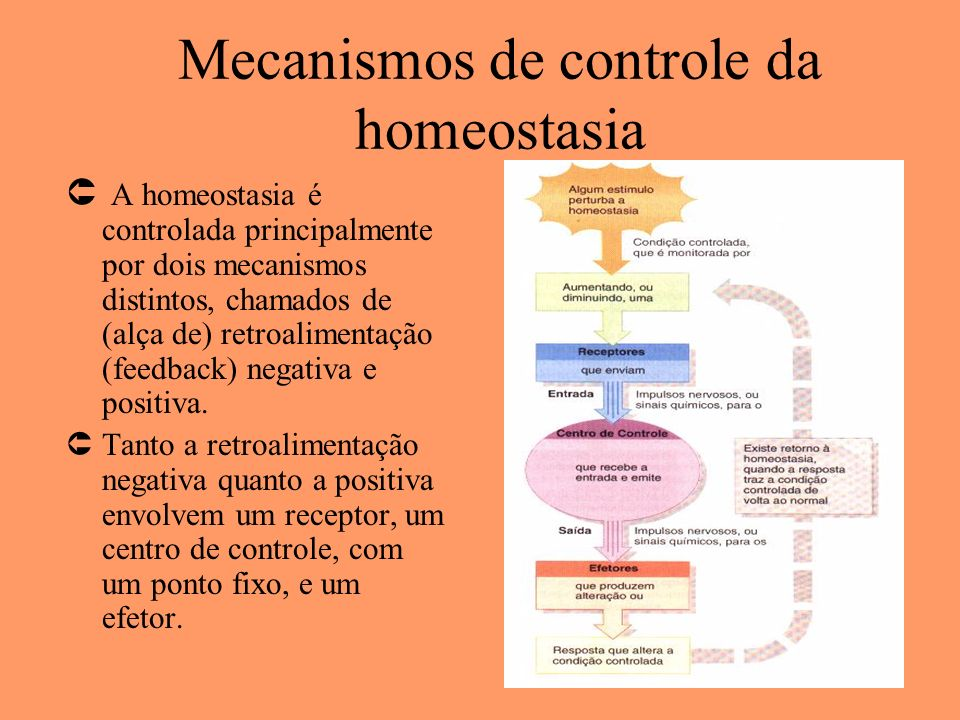 Mecanismos de controle da
homeostasia
A homeostasia é
controlada principalmente
por dois mecanismos
distintos, chamados de
(alça de) retroalimentação
(feedback) negativa e
positiva.
Tanto a retroalimentação
negativa quanto a positiva
envolvem um receptor, um
centro de controle, com
um ponto fixo, e um
efetor.
Algum estímulo
perturba a
homeostasia
Condição controlada,
que é monitorada por
Aumentando, ou
diminuindo, uma
Receptores
que enviam
Entrada
Impulsos nervosos, ou
sinais químicos, para o
Centro de Controle
que recebe a
entrada e emite
Existe retorno à
homeostasia,
quando a resposta
traz a condição
controlada de
volta ao normal
Saída
Impulsos nervosos, ou
sinais químicos, para os
Efetores
que produzem
alteração ou
Resposta que altera a
condição controlada